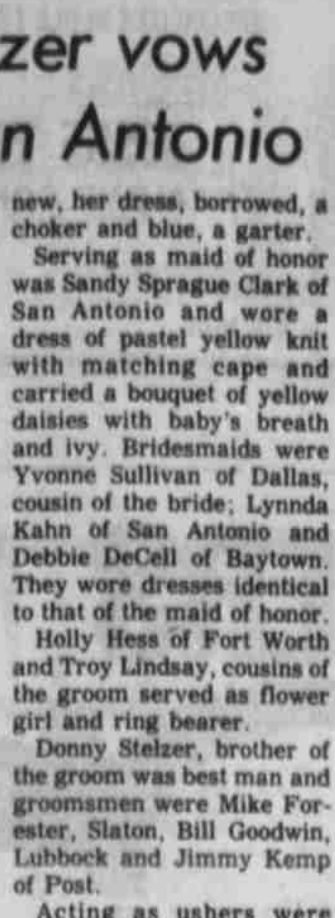 zer vows
n Antonio
new, her dress, borrowed, a
choker and blue, a garter.
Serving as maid of honor
was Sandy Sprague Clark of
San Antonio and wore a
dress of pastel yellow knit
with matching cape and
carried a bouquet of yellow
daisies with baby's breath
and ivy. Bridesmaids were
Yvonne Sullivan of Dallas,
cousin of the bride; Lynnda
Kahn of San Antonio and
Debbie DeCell of Baytown.
They wore dresses identical
to that of the maid of honor.
Holly Hess of Fort Worth
and Troy Lindsay, cousins of
the groom served as flower
girl and ring bearer.
Donny Stelzer, brother of
the groom was best man and
groomsmen were Mike For-
ester, Slaton, Bill Goodwin,
Lubbock and Jimmy Kemp
of Post.
Acting as ushers were